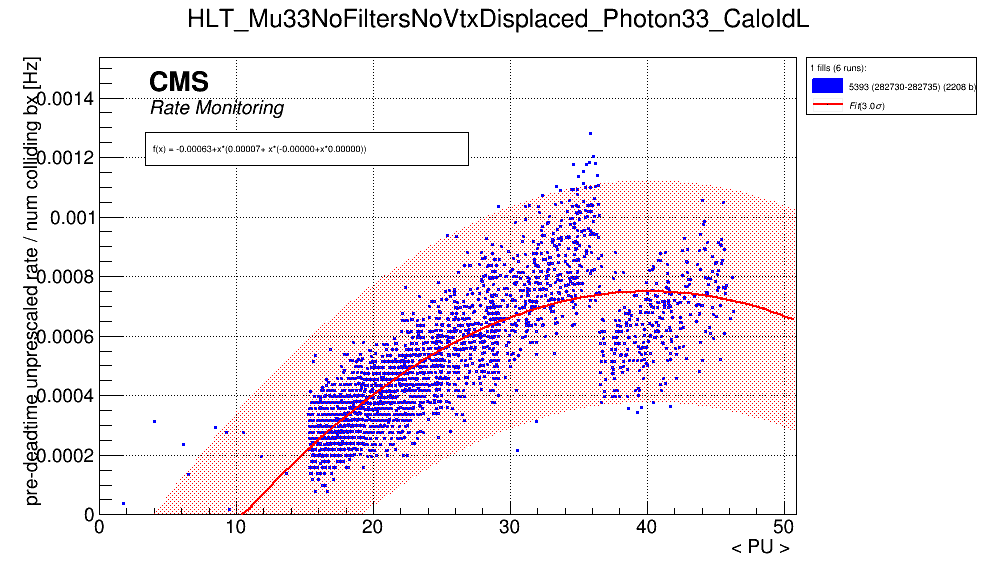 HLT_Mu33NoFiltersNoVtxDisplaced_Photon33_CaloIdL
pre-deadtime unprescaled rate / num colliding bx [Hz]
CMS
Rate Monitoring
f(x) = -0.00063+x*(0.00007+ x*(-0.00000+x*0.00000))
1 fills (6 runs):
5393 (282730-282735) (2208 b)
Fit(3.0σ)
0.0014
0.0012
0.001
0.0008
0.0006
0.0004
0.0002
0
0 10 20 30 40 50
< PU >